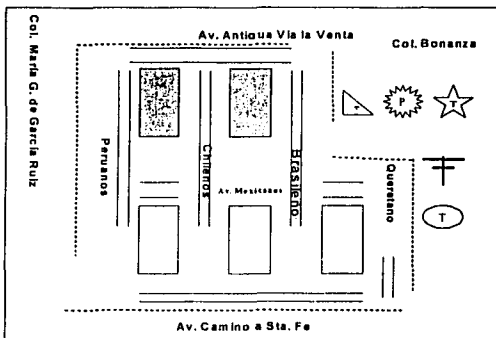 Av. Antigua Vía la Venta
Col. Bonanza
Col. María G. de García Ruiz
Peruanos
Chilenos
Brasileño
Av. Mexicanos
Queretano
T
P
T
T
Av. Camino a Sta. Fe